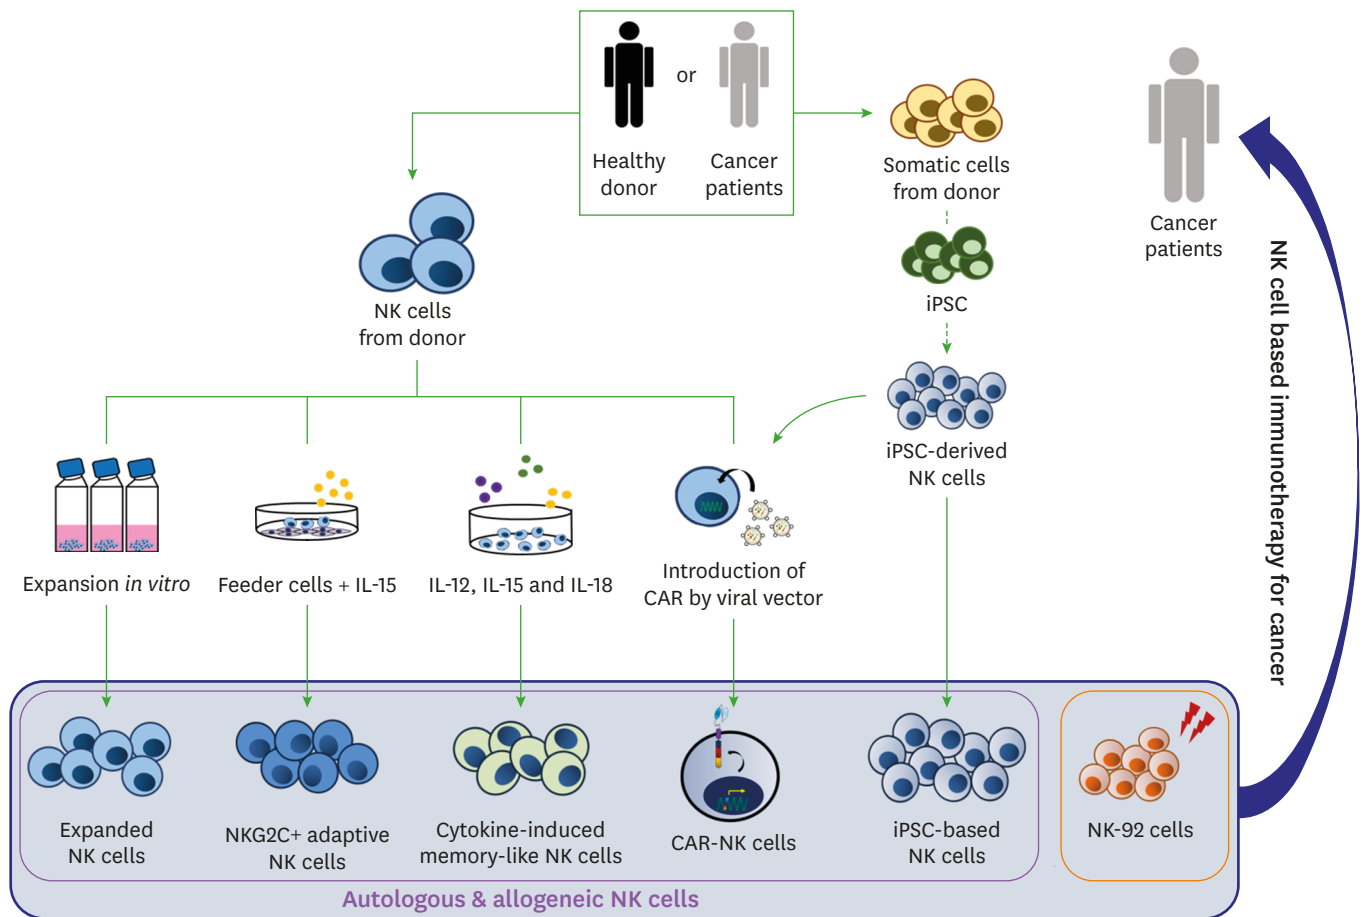 or
Healthy
donor
Cancer
patients
Somatic cells
from donor
Cancer
patients
NK cells
from donor
iPSC
iPSC-derived
NK cells
NK cell based immunotherapy for cancer
Expansion in vitro
Feeder cells + IL-15
IL-12, IL-15 and IL-18
Introduction of
CAR by viral vector
Expanded
NK cells
NKG2C+ adaptive
NK cells
Cytokine-induced
memory-like NK cells
CAR-NK cells
iPSC-based
NK cells
NK-92 cells
Autologous & allogeneic NK cells